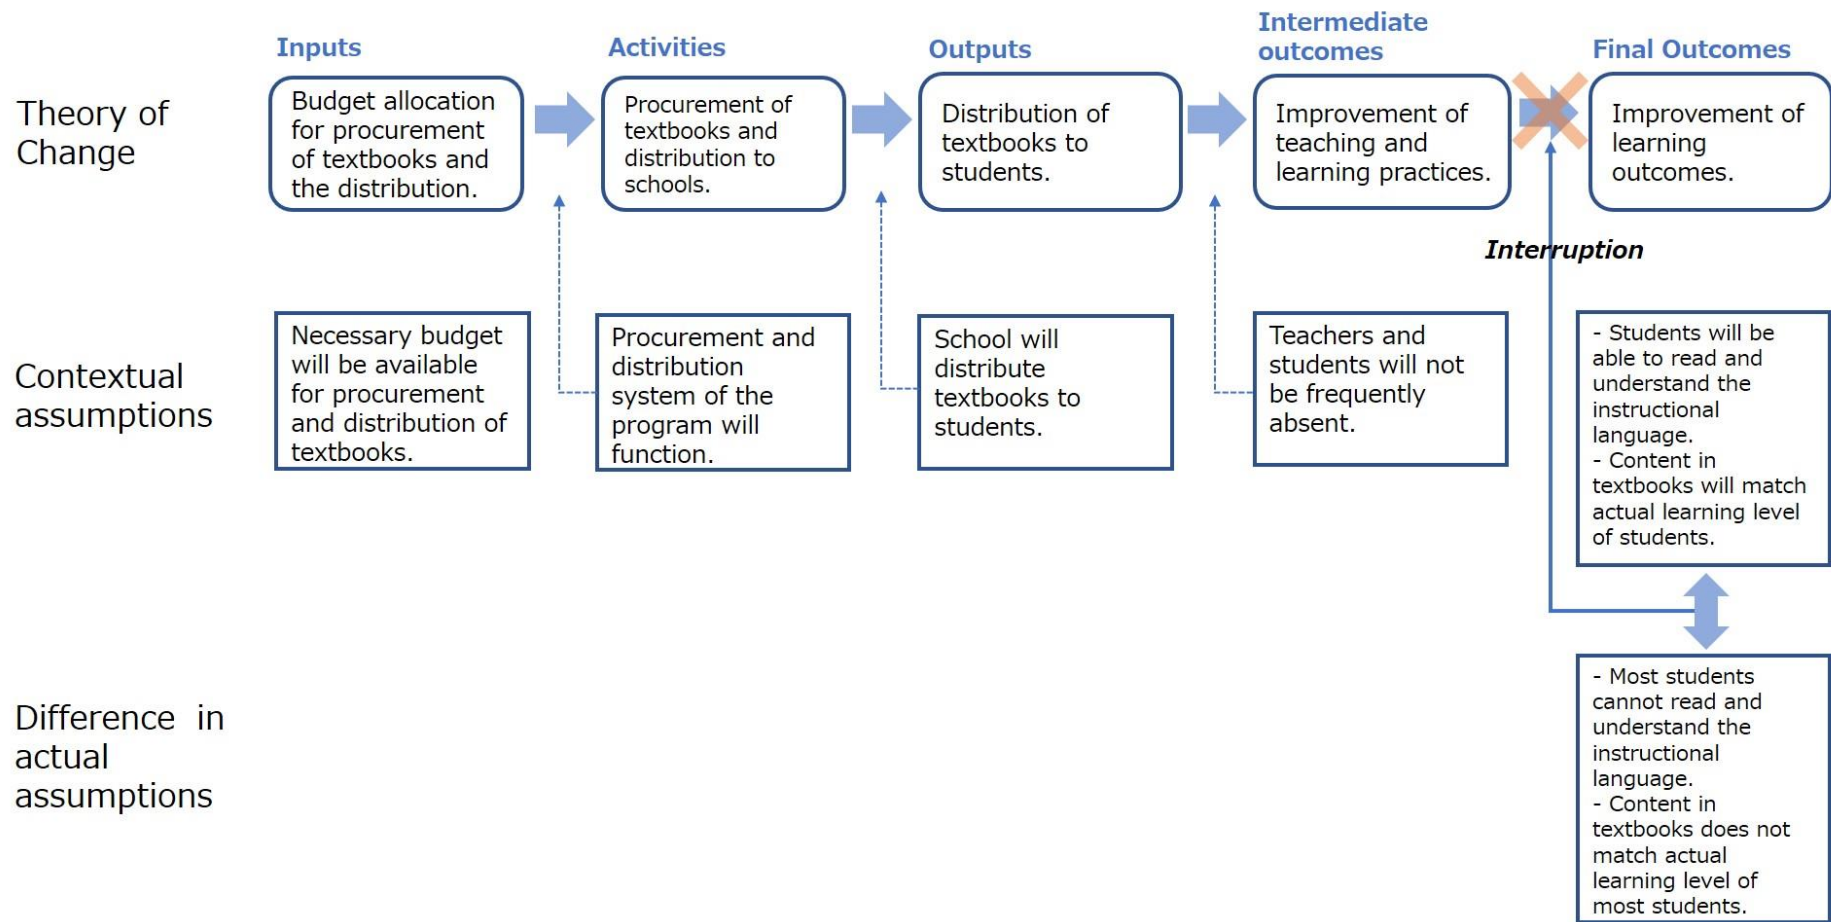 Inputs
Activities
Outputs
Intermediate
outcomes
Final Outcomes
Theory of
Change
Budget allocation
for procurement
of textbooks and
the distribution.
Procurement of
textbooks and
distribution to
schools.
Distribution of
textbooks to
students.
Improvement of
teaching and
learning practices.
Improvement of
learning
outcomes.
Interruption
Contextual
assumptions
Necessary budget
will be available
for procurement
and distribution of
textbooks.
Procurement and
distribution
system of the
program will
function.
School will
distribute
textbooks to
students.
Teachers and
students will not
be frequently
absent.
- Students will be
able to read and
understand the
instructional
language.
- Content in
textbooks will match
actual learning level
of students.
Difference in
actual
assumptions
- Most students
cannot read and
understand the
instructional
language.
- Content in
textbooks does not
match actual
learning level of
most students.